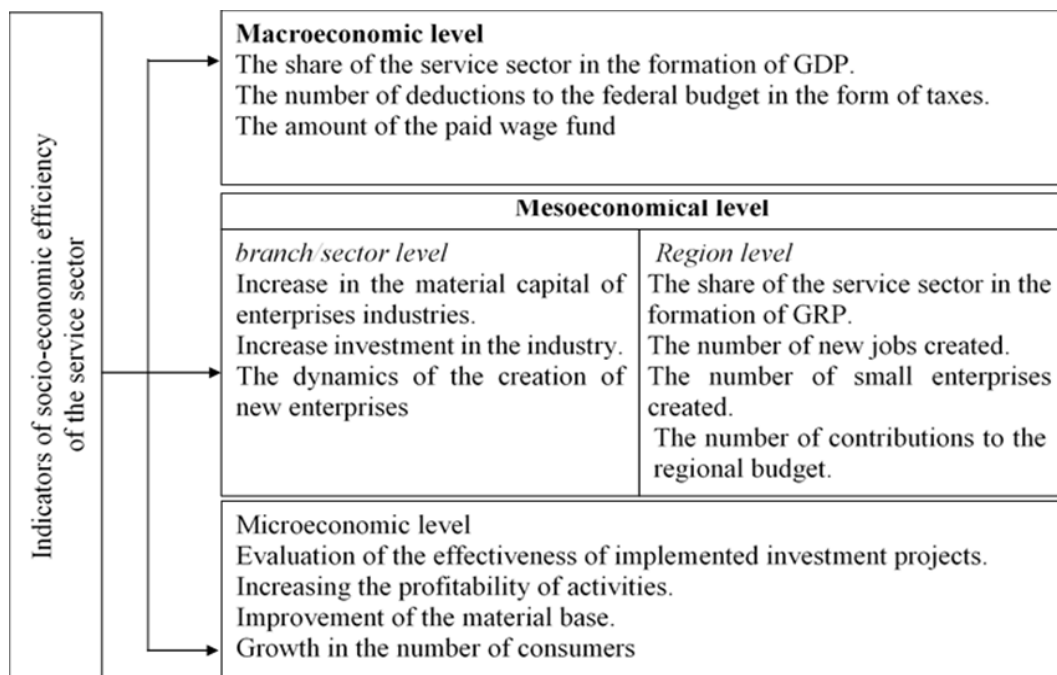 Indicators of socio-economic efficiency
of the service sector
Macroeconomic level
The share of the service sector in the formation of GDP.
The number of deductions to the federal budget in the form of taxes.
The amount of the paid wage fund
Mesoeconomical level
branch/sector level
Increase in the material capital of
enterprises industries.
Increase investment in the industry.
The dynamics of the creation of
new enterprises
Region level
The share of the service sector in the
formation of GRP.
The number of new jobs created.
The number of small enterprises
created.
The number of contributions to the
regional budget.
Microeconomic level
Evaluation of the effectiveness of implemented investment projects.
Increasing the profitability of activities.
Improvement of the material base.
Growth in the number of consumers